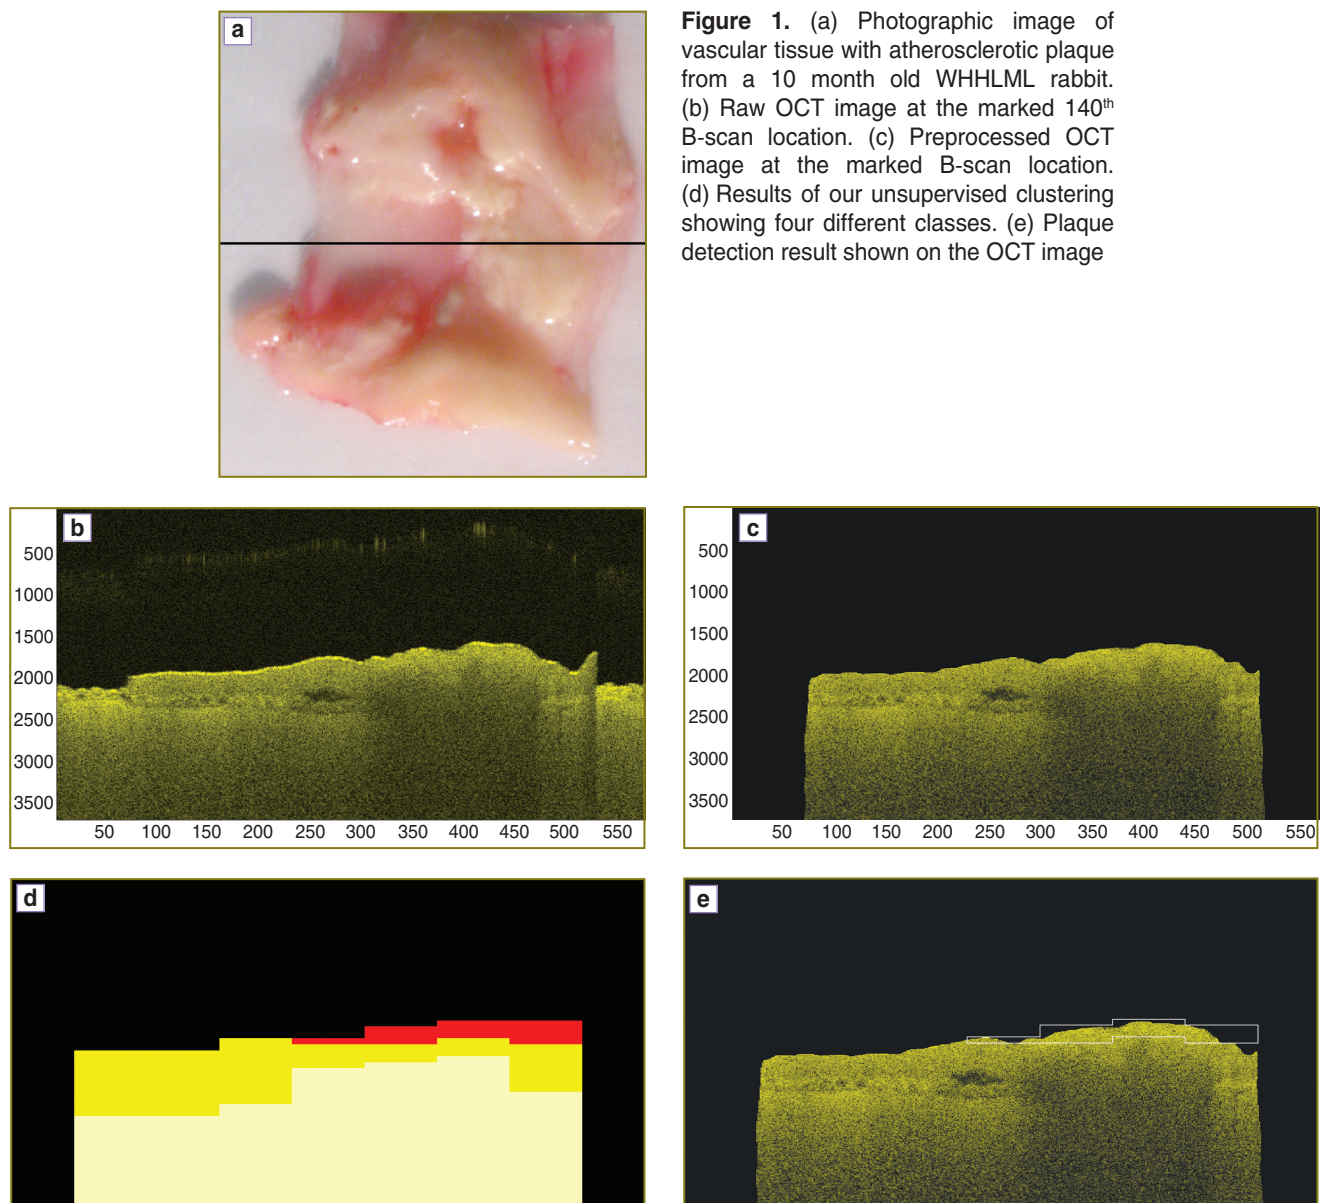 a
Figure 1. (a) Photographic image of
vascular tissue with atherosclerotic plaque
from a 10 month old WHHLML rabbit.
(b) Raw OCT image at the marked 140th
B-scan location. (c) Preprocessed OCT
image at the marked B-scan location.
(d) Results of our unsupervised clustering
showing four different classes. (e) Plaque
detection result shown on the OCT image
b
500
1000
1500
2000
2500
3000
3500
50 100 150 200 250 300 350 400 450 500 550
c
500
1000
1500
2000
2500
3000
3500
50 100 150 200 250 300 350 400 450 500 550
d
e